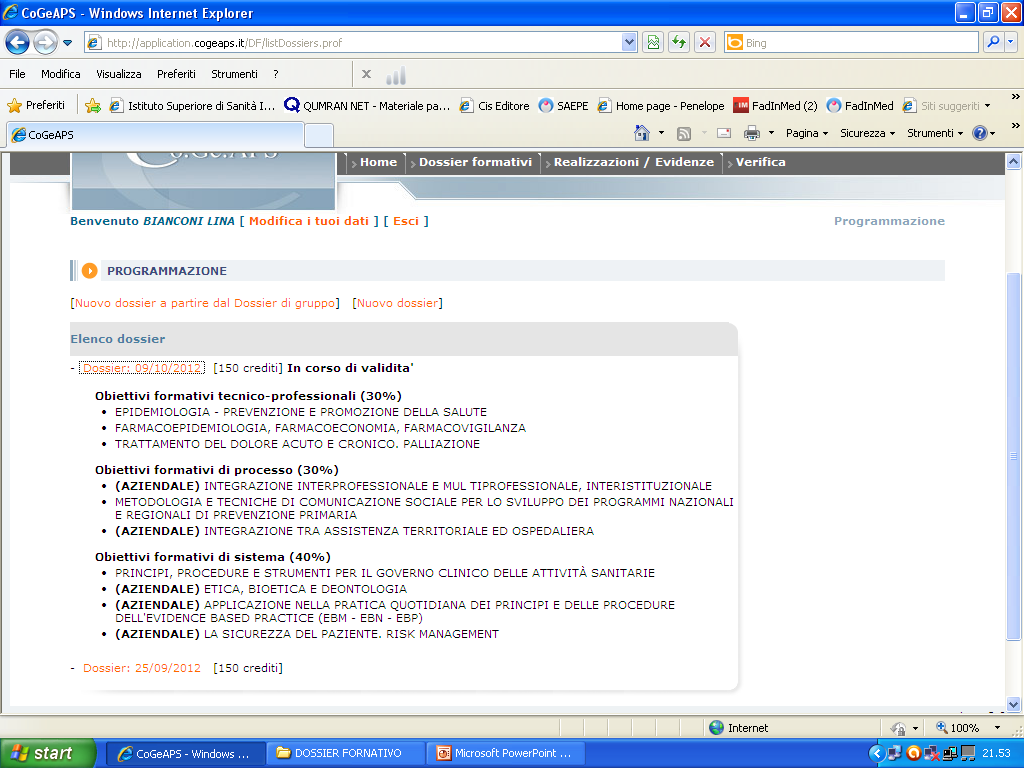 CoGeAPS - Windows Internet Explorer
http://application.cogeaps.it/DF/listDossiers.prof
Bing
File Modifica Visualizza Preferiti Strumenti ?
Preferiti Istituto Superiore di Sanità I... QUMRAN NET - Materiale pa... Cis Editore SAEPE Home page - Penelope FadInMed (2) FadInMed Siti suggeriti
CoGeAPS
Pagina Sicurezza Strumenti
Co.Ge.APS
Home Dossier formativi Realizzazioni / Evidenze Verifica
Benvenuto BIANCONI LINA [ Modifica i tuoi dati ] [ Esci ]
Programmazione
PROGRAMMAZIONE
[Nuovo dossier a partire dal Dossier di gruppo] [Nuovo dossier]
Elenco dossier
- Dossier: 09/10/2012 [150 crediti] In corso di validita'
Obiettivi formativi tecnico-professionali (30%)
• EPIDEMIOLOGIA - PREVENZIONE E PROMOZIONE DELLA SALUTE
• FARMACOEPIDEMIOLOGIA, FARMACOECONOMIA, FARMACOVIGILANZA
• TRATTAMENTO DEL DOLORE ACUTO E CRONICO. PALLIAZIONE
Obiettivi formativi di processo (30%)
• (AZIENDALE) INTEGRAZIONE INTERPROFESSIONALE E MUL TIPROFESSIONALE, INTERISTITUZIONALE
• METODOLOGIA E TECNICHE DI COMUNICAZIONE SOCIALE PER LO SVILUPPO DEI PROGRAMMI NAZIONALI
E REGIONALI DI PREVENZIONE PRIMARIA
• (AZIENDALE) INTEGRAZIONE TRA ASSISTENZA TERRITORIALE ED OSPEDALIERA
Obiettivi formativi di sistema (40%)
• PRINCIPI, PROCEDURE E STRUMENTI PER IL GOVERNO CLINICO DELLE ATTIVITÀ SANITARIE
• (AZIENDALE) ETICA, BIOETICA E DEONTOLOGIA
• (AZIENDALE) APPLICAZIONE NELLA PRATICA QUOTIDIANA DEI PRINCIPI E DELLE PROCEDURE
DELL'EVIDENCE BASED PRACTICE (EBM - EBN - EBP)
• (AZIENDALE) LA SICUREZZA DEL PAZIENTE. RISK MANAGEMENT
- Dossier: 25/09/2012 [150 crediti]
Internet 100%
start CoGeAPS - Windows ... DOSSIER FORNATIVO Microsoft PowerPoint ... 21.53